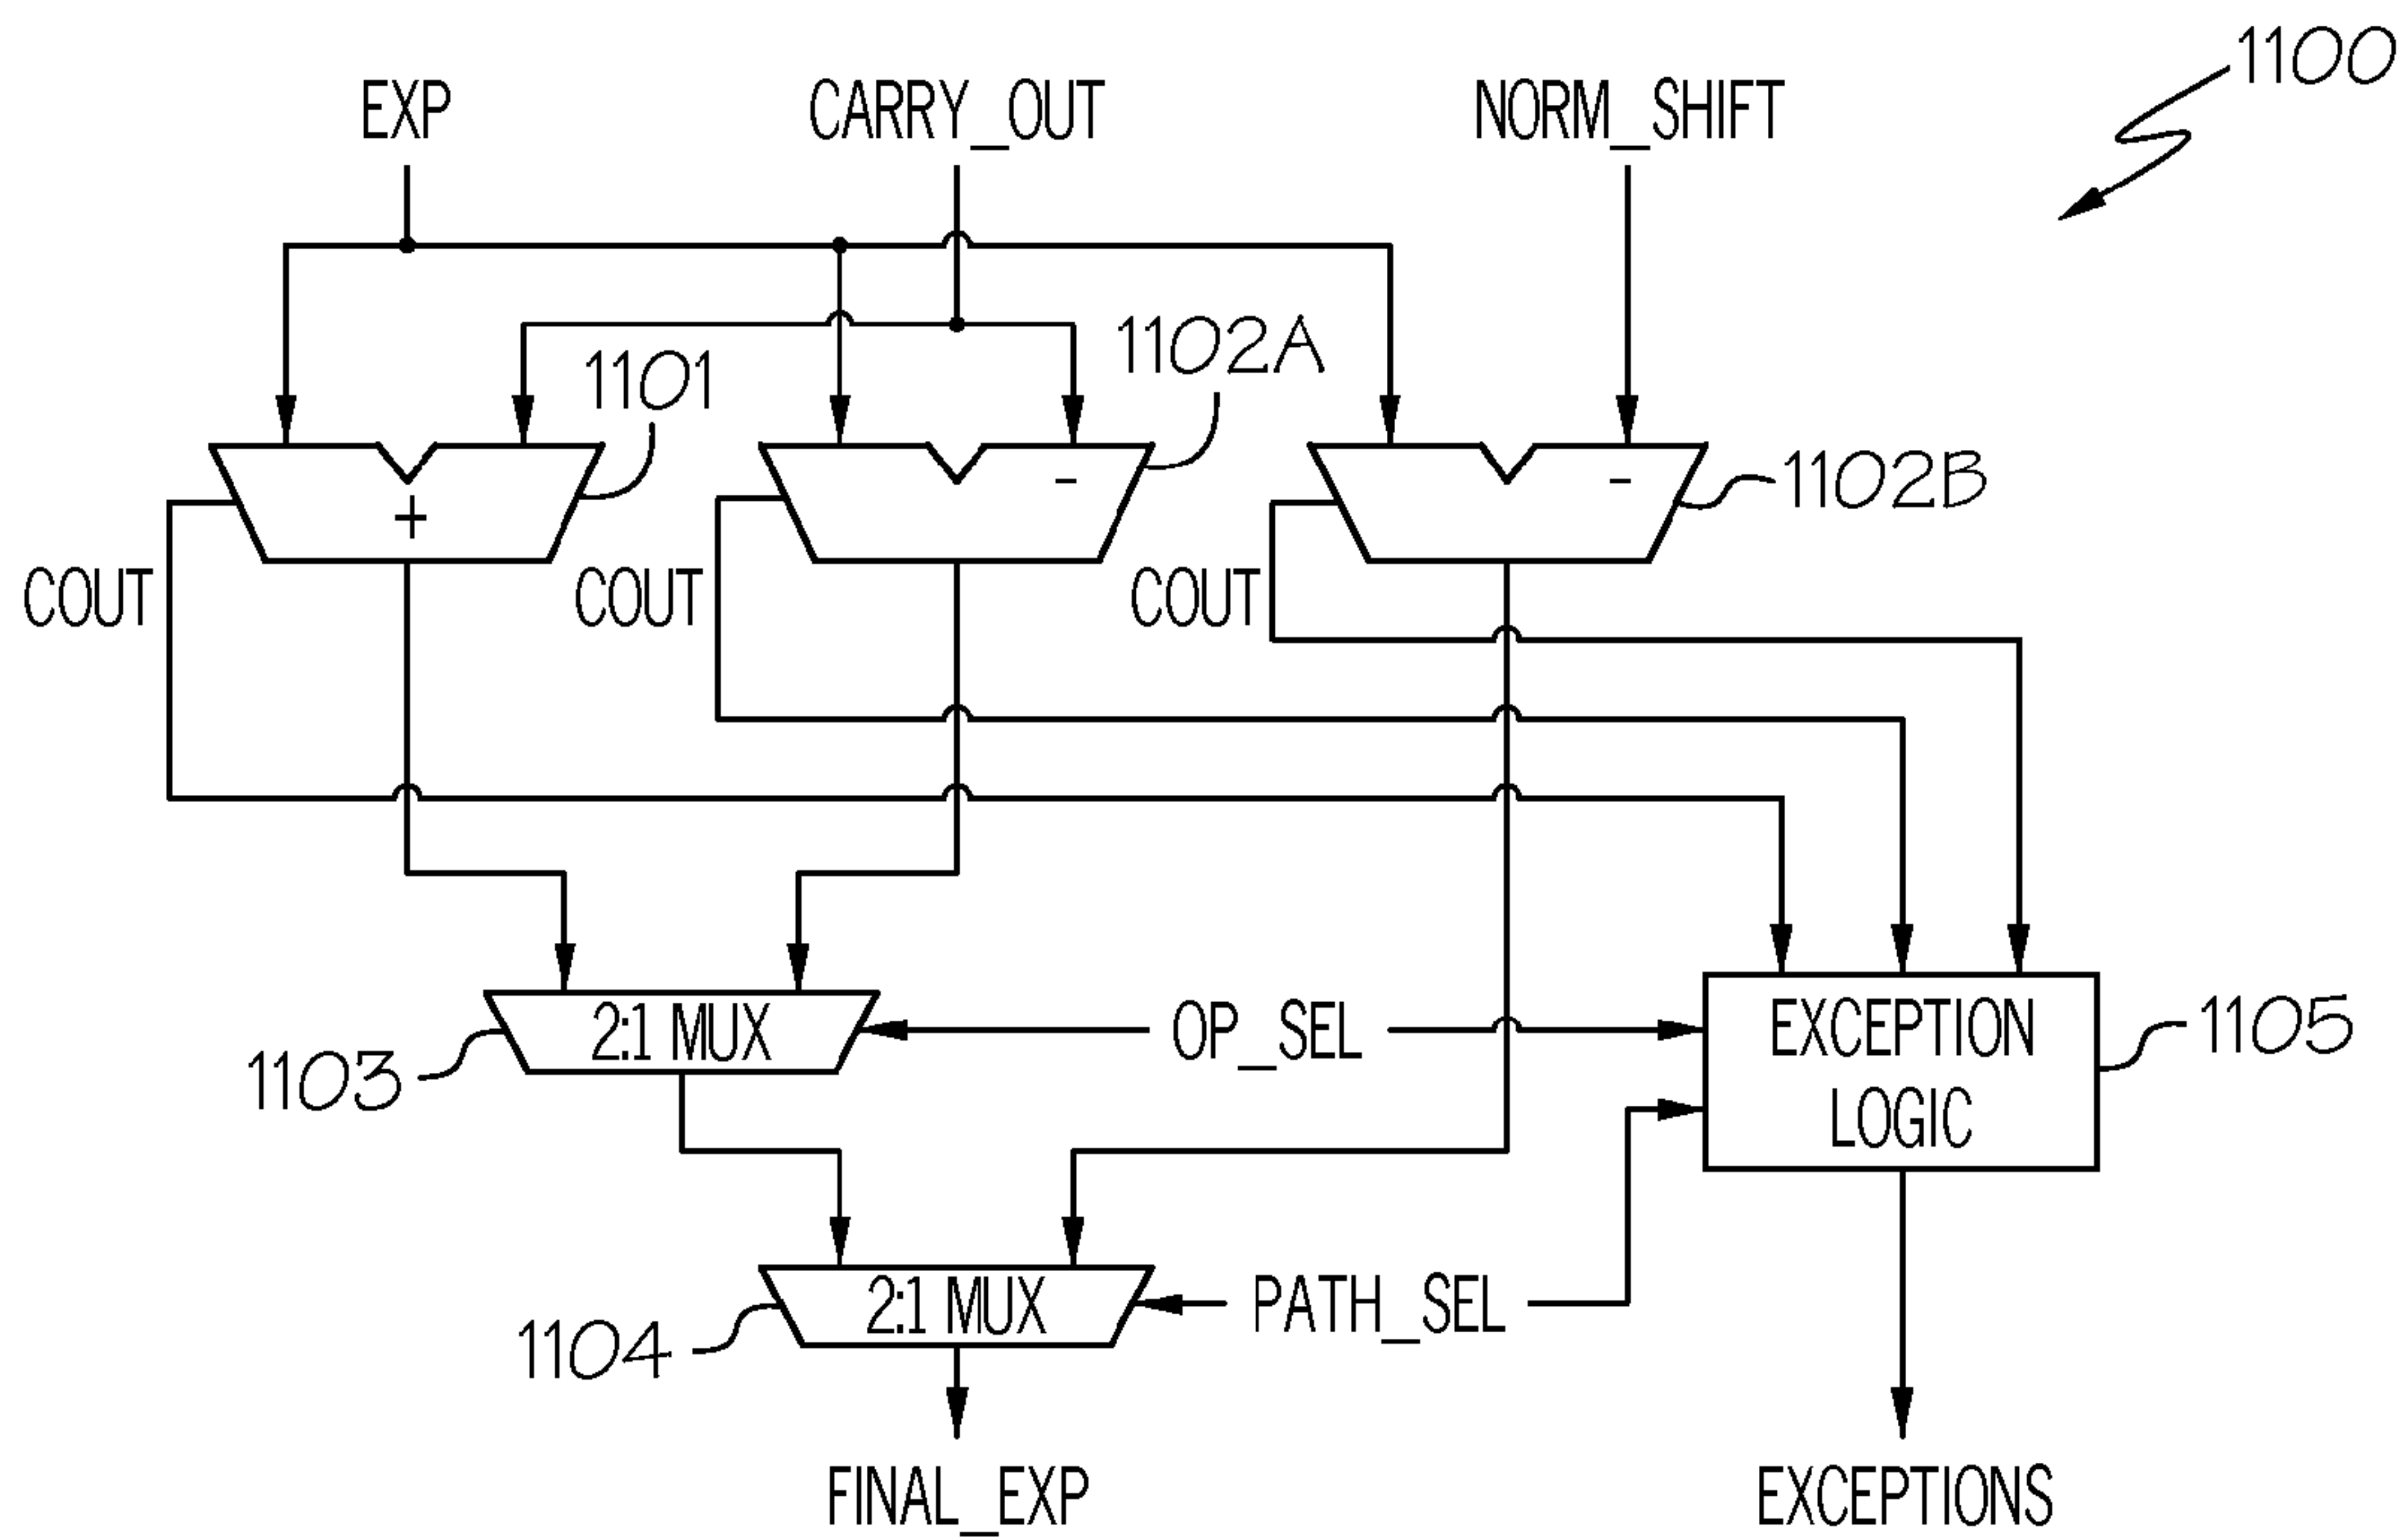 1100
EXP
CARRY_OUT
NORM_SHIFT
1101
1102A
1102B
+
-
-
COUT
COUT
COUT
2:1 MUX
1103
OP_SEL
EXCEPTION
LOGIC
1105
2:1 MUX
1104
PATH_SEL
FINAL_EXP
EXCEPTIONS